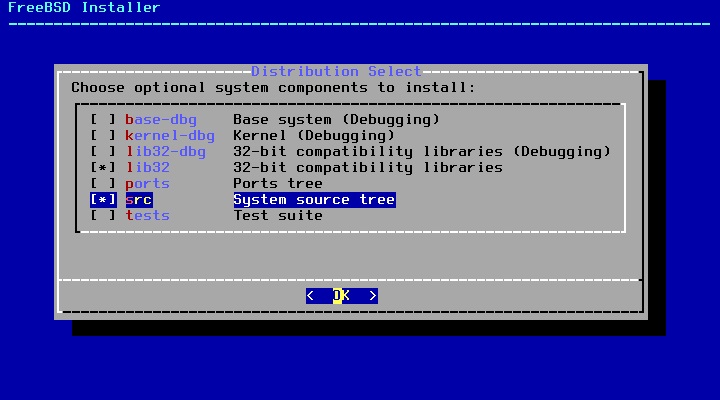 FreeBSD Installer
Distribution Select
Choose optional system components to install:
[ ] base-dbg Base system (Debugging)
[ ] kernel-dbg Kernel (Debugging)
[ ] lib32-dbg 32-bit compatibility libraries (Debugging)
[*] lib32 32-bit compatibility libraries
[ ] ports Ports tree
[*] src System source tree
[ ] tests Test suite
< OK >